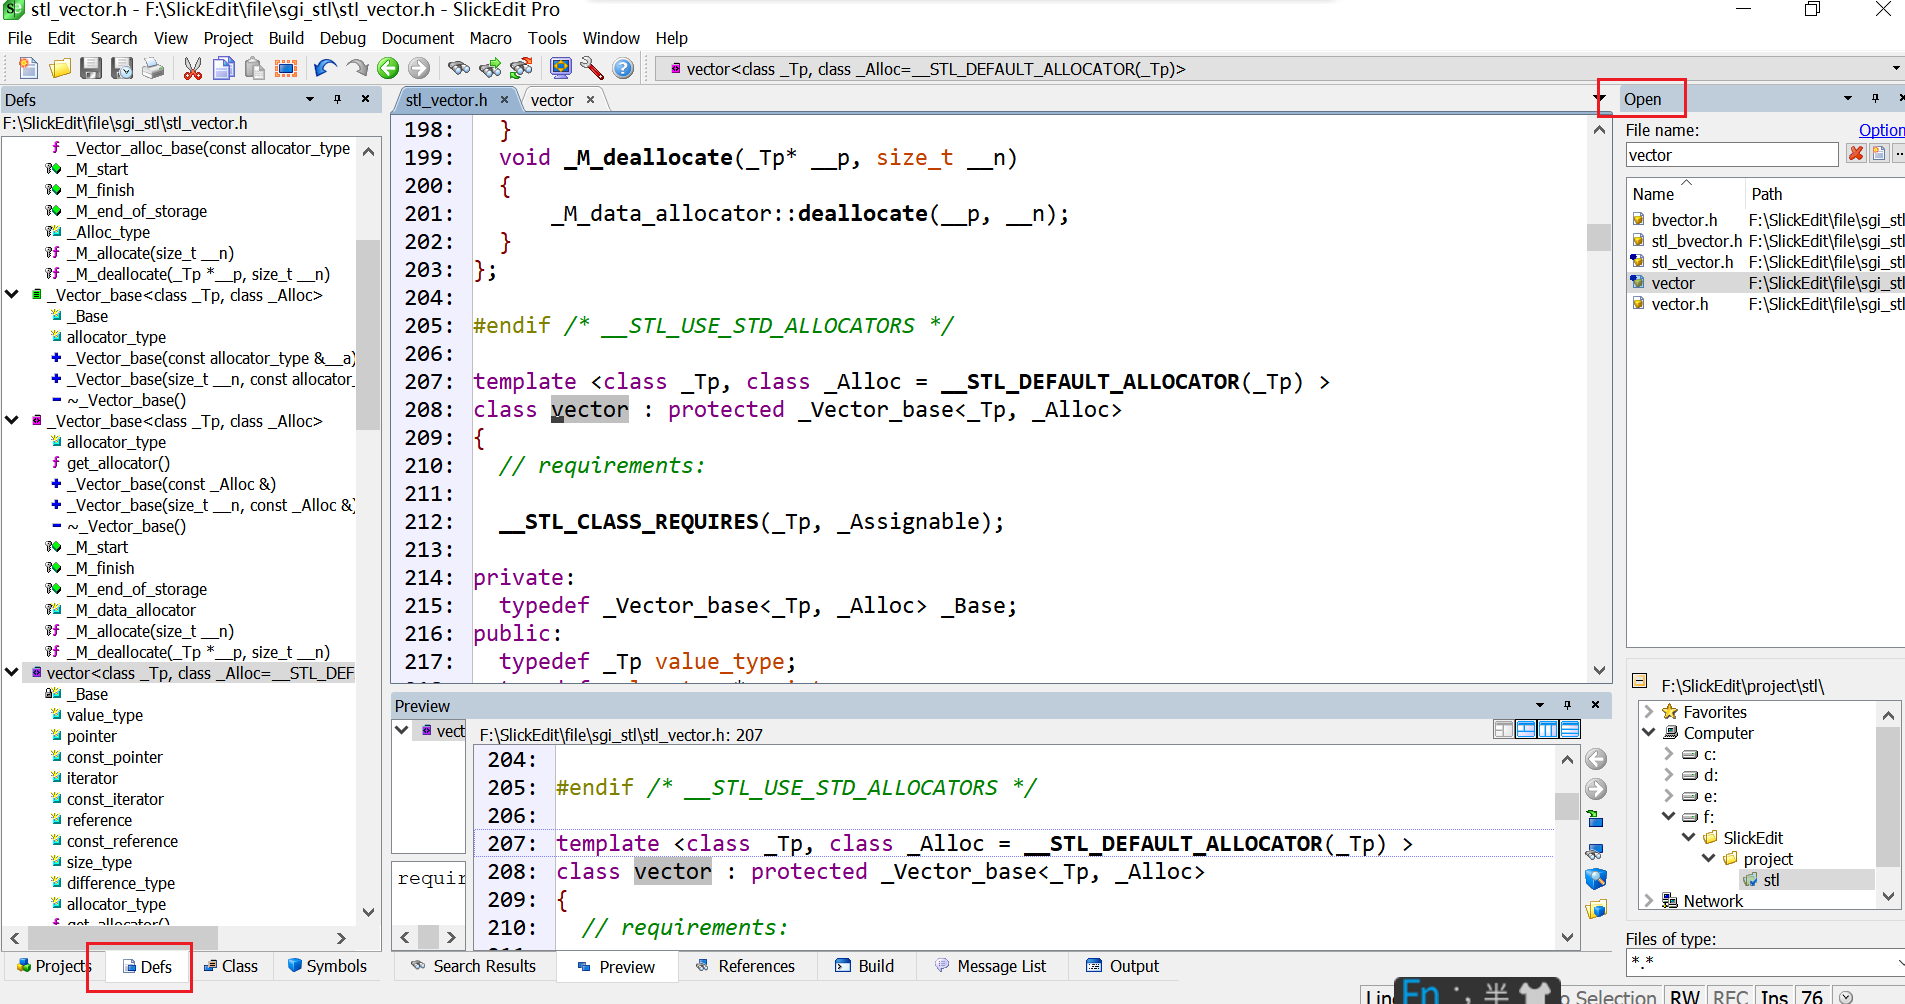 stl_vector.h - F:\SlickEdit\file\sgi_stl\stl_vector.h - SlickEdit Pro
File Edit Search View Project Build Debug Document Macro Tools Window Help
vector<class _Tp, class _Alloc=__STL_DEFAULT_ALLOCATOR(_Tp)>
Defs
F:\SlickEdit\file\sgi_stl\stl_vector.h
_Vector_alloc_base(const allocator_type
_M_start
_M_finish
_M_end_of_storage
_Alloc_type
_M_allocate(size_t __n)
_M_deallocate(_Tp *__p, size_t __n)
_Vector_base<class _Tp, class _Alloc>
_Base
allocator_type
_Vector_base(const allocator_type &__a)
_Vector_base(size_t __n, const allocator_
~_Vector_base()
_Vector_base<class _Tp, class _Alloc>
allocator_type
get_allocator()
_Vector_base(const _Alloc &)
_Vector_base(size_t __n, const _Alloc &)
~_Vector_base()
_M_start
_M_finish
_M_end_of_storage
_M_data_allocator
_M_allocate(size_t __n)
_M_deallocate(_Tp *__p, size_t __n)
vector<class _Tp, class _Alloc=__STL_DEF
_Base
value_type
pointer
const_pointer
iterator
const_iterator
reference
const_reference
size_type
difference_type
allocator_type
get_allocator()
Projects Defs Class Symbols
stl_vector.h × vector ×
198: }
199: void _M_deallocate(_Tp* __p, size_t __n)
200: {
201: _M_data_allocator::deallocate(__p, __n);
202: }
203: };
204:
205: #endif /* __STL_USE_STD_ALLOCATORS */
206:
207: template <class _Tp, class _Alloc = __STL_DEFAULT_ALLOCATOR(_Tp) >
208: class vector : protected _Vector_base<_Tp, _Alloc>
209: {
210: // requirements:
211:
212: __STL_CLASS_REQUIRES(_Tp, _Assignable);
213:
214: private:
215: typedef _Vector_base<_Tp, _Alloc> _Base;
216: public:
217: typedef _Tp value_type;
Preview
vect
F:\SlickEdit\file\sgi_stl\stl_vector.h: 207
requir
204:
205: #endif /* __STL_USE_STD_ALLOCATORS */
206:
207: template <class _Tp, class _Alloc = __STL_DEFAULT_ALLOCATOR(_Tp) >
208: class vector : protected _Vector_base<_Tp, _Alloc>
209: {
210: // requirements:
Search Results Preview References Build Message List Output
Open
File name: Option
vector
Name Path
bvector.h F:\SlickEdit\file\sgi_stl
stl_bvector.h F:\SlickEdit\file\sgi_stl
stl_vector.h F:\SlickEdit\file\sgi_stl
vector F:\SlickEdit\file\sgi_stl
vector.h F:\SlickEdit\file\sgi_stl
F:\SlickEdit\project\stl\
Favorites
Computer
c:
d:
e:
f:
SlickEdit
project
stl
Network
Files of type:
*.*
Line En 半 Selection RW REC Ins 76